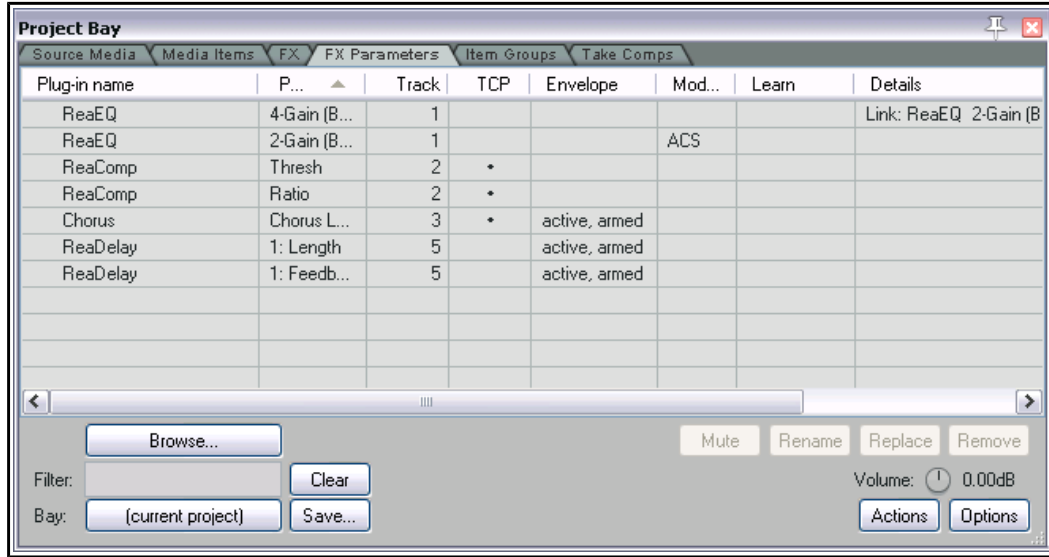 Project Bay
Source Media Media Items FX FX Parameters Item Groups Take Comps
Plug-in name P... Track TCP Envelope Mod... Learn Details
ReaEQ 4-Gain (B... 1 Link: ReaEQ 2-Gain (B
ReaEQ 2-Gain (B... 1 ACS
ReaComp Thresh 2 •
ReaComp Ratio 2 •
Chorus Chorus L... 3 • active, armed
ReaDelay 1: Length 5 active, armed
ReaDelay 1: Feedb... 5 active, armed
Browse... Mute Rename Replace Remove
Filter: Clear Volume: 0.00dB
Bay: (current project) Save... Actions Options